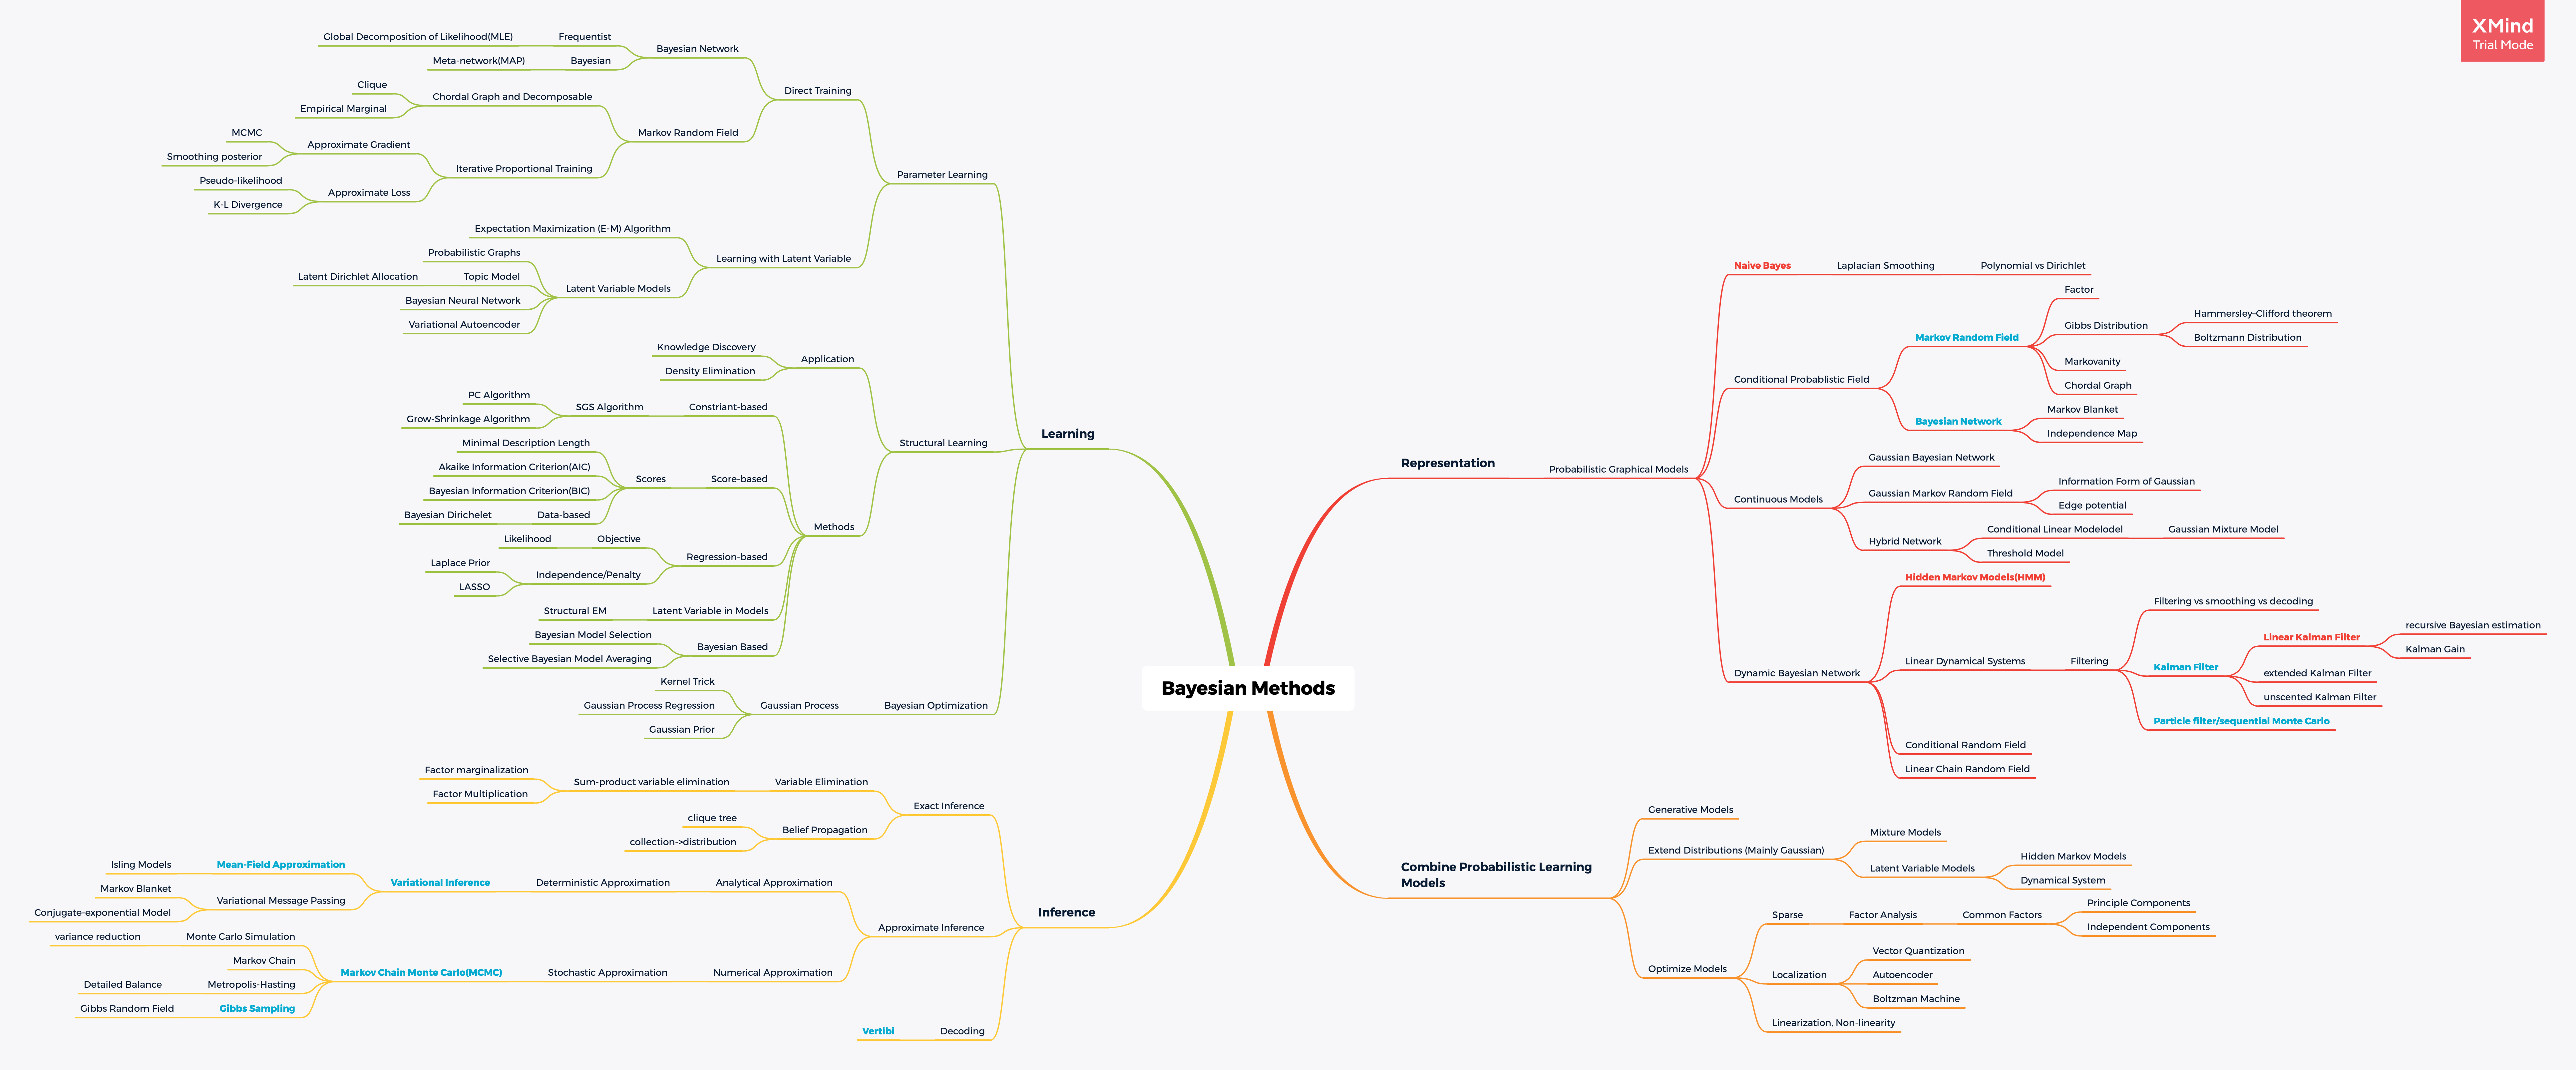 XMind
Trial Mode
Bayesian Methods
Learning
Parameter Learning
Direct Training
Bayesian Network
Frequentist
Global Decomposition of Likelihood(MLE)
Bayesian
Meta-network(MAP)
Markov Random Field
Chordal Graph and Decomposable
Clique
Empirical Marginal
Iterative Proportional Training
Approximate Gradient
MCMC
Smoothing posterior
Approximate Loss
Pseudo-likelihood
K-L Divergence
Learning with Latent Variable
Expectation Maximization (E-M) Algorithm
Latent Variable Models
Probabilistic Graphs
Topic Model
Latent Dirichlet Allocation
Bayesian Neural Network
Variational Autoencoder
Structural Learning
Application
Knowledge Discovery
Density Elimination
Methods
Constriant-based
SGS Algorithm
PC Algorithm
Grow-Shrinkage Algorithm
Score-based
Scores
Minimal Description Length
Akaike Information Criterion(AIC)
Bayesian Information Criterion(BIC)
Data-based
Bayesian Dirichelet
Regression-based
Objective
Likelihood
Independence/Penalty
Laplace Prior
LASSO
Latent Variable in Models
Structural EM
Bayesian Based
Bayesian Model Selection
Selective Bayesian Model Averaging
Bayesian Optimization
Gaussian Process
Kernel Trick
Gaussian Process Regression
Gaussian Prior
Inference
Exact Inference
Variable Elimination
Sum-product variable elimination
Factor marginalization
Factor Multiplication
Belief Propagation
clique tree
collection->distribution
Approximate Inference
Analytical Approximation
Deterministic Approximation
Variational Inference
Mean-Field Approximation
Isling Models
Variational Message Passing
Markov Blanket
Conjugate-exponential Model
Numerical Approximation
Stochastic Approximation
Markov Chain Monte Carlo(MCMC)
Monte Carlo Simulation
variance reduction
Markov Chain
Metropolis-Hasting
Detailed Balance
Gibbs Sampling
Gibbs Random Field
Decoding
Vertibi
Representation
Probabilistic Graphical Models
Naive Bayes
Laplacian Smoothing
Polynomial vs Dirichlet
Conditional Probablistic Field
Markov Random Field
Factor
Gibbs Distribution
Hammersley-Clifford theorem
Boltzmann Distribution
Markovanity
Chordal Graph
Bayesian Network
Markov Blanket
Independence Map
Continuous Models
Gaussian Bayesian Network
Gaussian Markov Random Field
Information Form of Gaussian
Edge potential
Hybrid Network
Conditional Linear Modelodel
Gaussian Mixture Model
Threshold Model
Dynamic Bayesian Network
Hidden Markov Models(HMM)
Linear Dynamical Systems
Filtering
Filtering vs smoothing vs decoding
Kalman Filter
Linear Kalman Filter
recursive Bayesian estimation
Kalman Gain
extended Kalman Filter
unscented Kalman Filter
Particle filter/sequential Monte Carlo
Conditional Random Field
Linear Chain Random Field
Combine Probabilistic Learning
Models
Generative Models
Extend Distributions (Mainly Gaussian)
Mixture Models
Latent Variable Models
Hidden Markov Models
Dynamical System
Optimize Models
Sparse
Factor Analysis
Common Factors
Principle Components
Independent Components
Localization
Vector Quantization
Autoencoder
Boltzman Machine
Linearization, Non-linearity